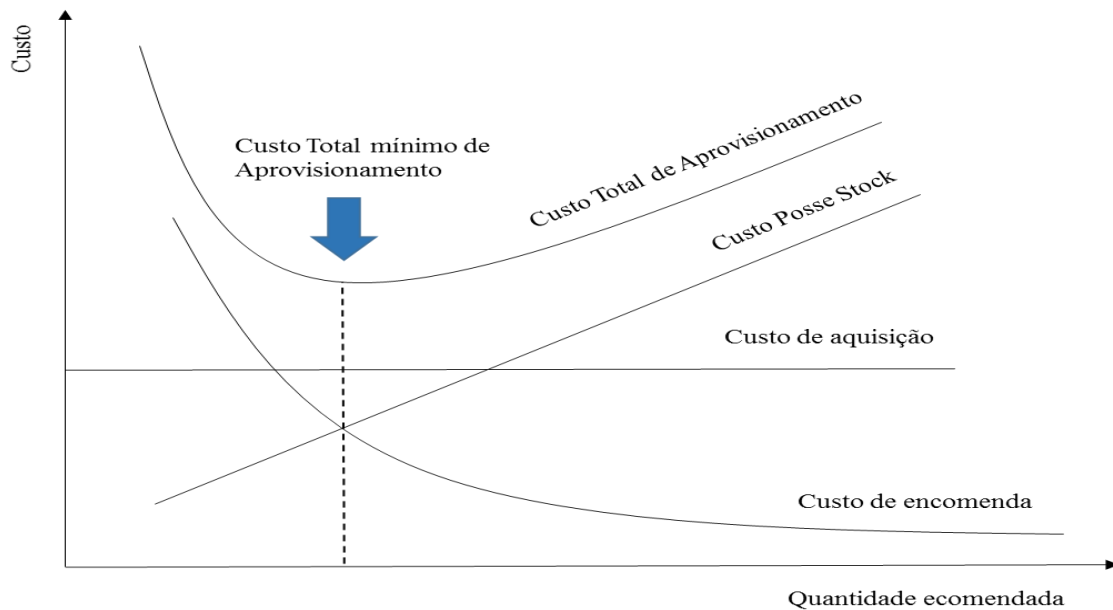 Custo
Custo Total mínimo de
Aprovisionamento
Custo Total de Aprovisionamento
Custo Posse Stock
Custo de aquisição
Custo de encomenda
Quantidade ecomendada